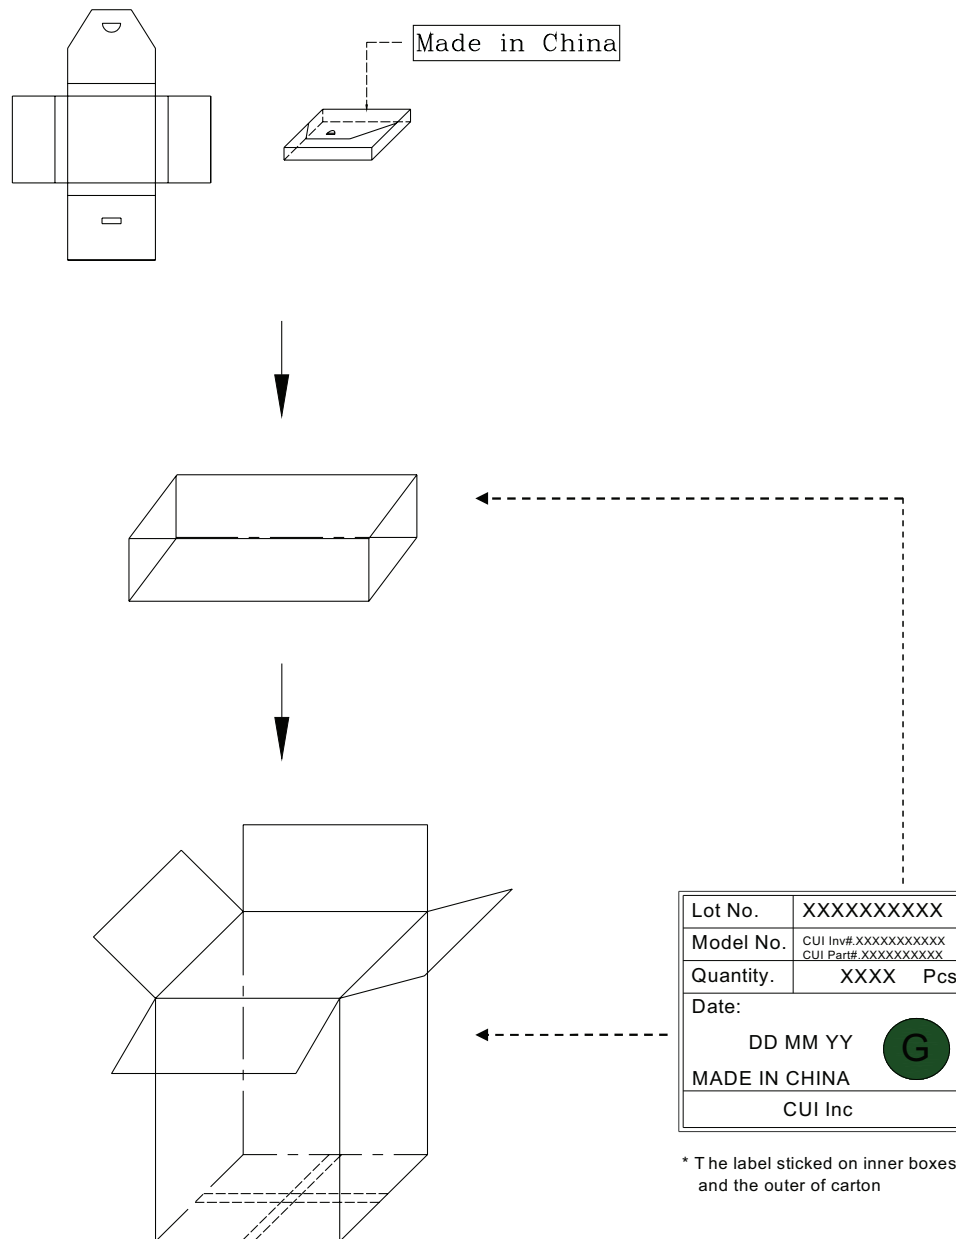 Made in China
Lot No. XXXXXXXXXX
Model No. CUI Inv#.XXXXXXXXXXX
CUI Part#.XXXXXXXXXX
Quantity. XXXX Pcs
Date:
DD MM YY
G
MADE IN CHINA
CUI Inc
* The label sticked on inner boxes
and the outer of carton